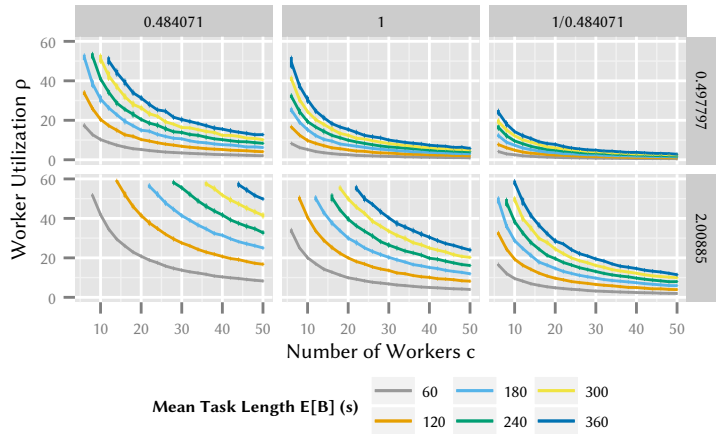 0.484071 1 1/0.484071
60
40
20
0
0.497797
Worker Utilization ρ
60
40
20
0
2.00885
10 20 30 40 50 10 20 30 40 50 10 20 30 40 50
Number of Workers c
Mean Task Length E[B] (s)
60 180 300
120 240 360